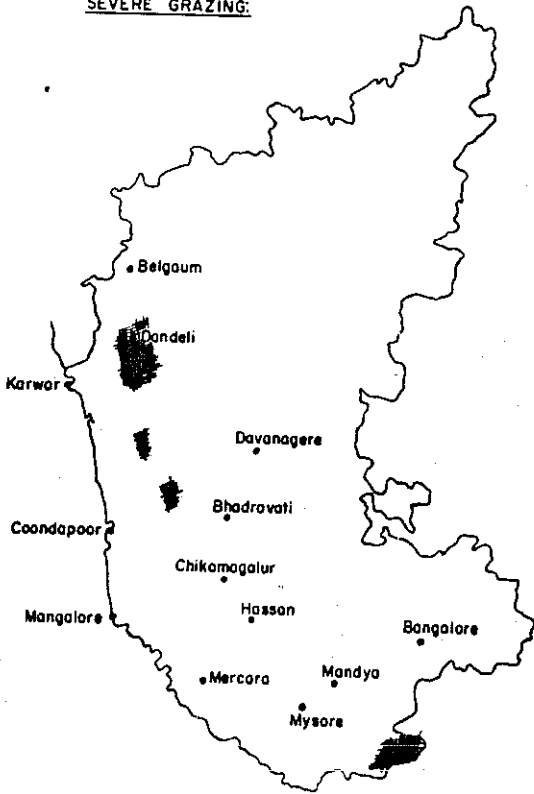 SEVERE GRAZING:
Belgaum
Dandeli
Karwar
Davanagere
Bhadravati
Coondapoor
Chikamagalur
Hassan
Mangalore
Bangalore
Mercara
Mandya
Mysore